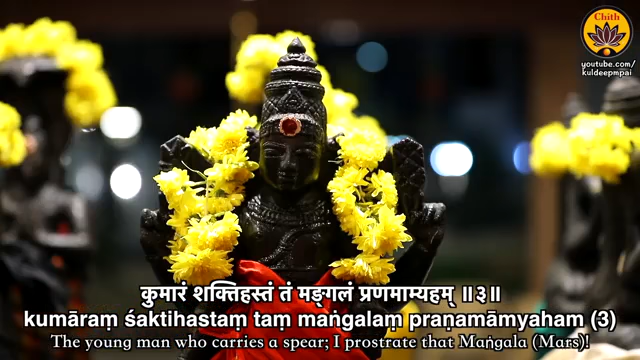 Chith
youtube.com/
kuldeepmpai
कुमारं शक्तिहस्तं तं मङ्गलं प्रणमाम्यहम् ॥३॥
kumāraṃ śaktihastaṃ taṃ maṅgalaṃ praṇamāmyaham (3)
The young man who carries a spear; I prostrate that Maṅgala (Mars)!